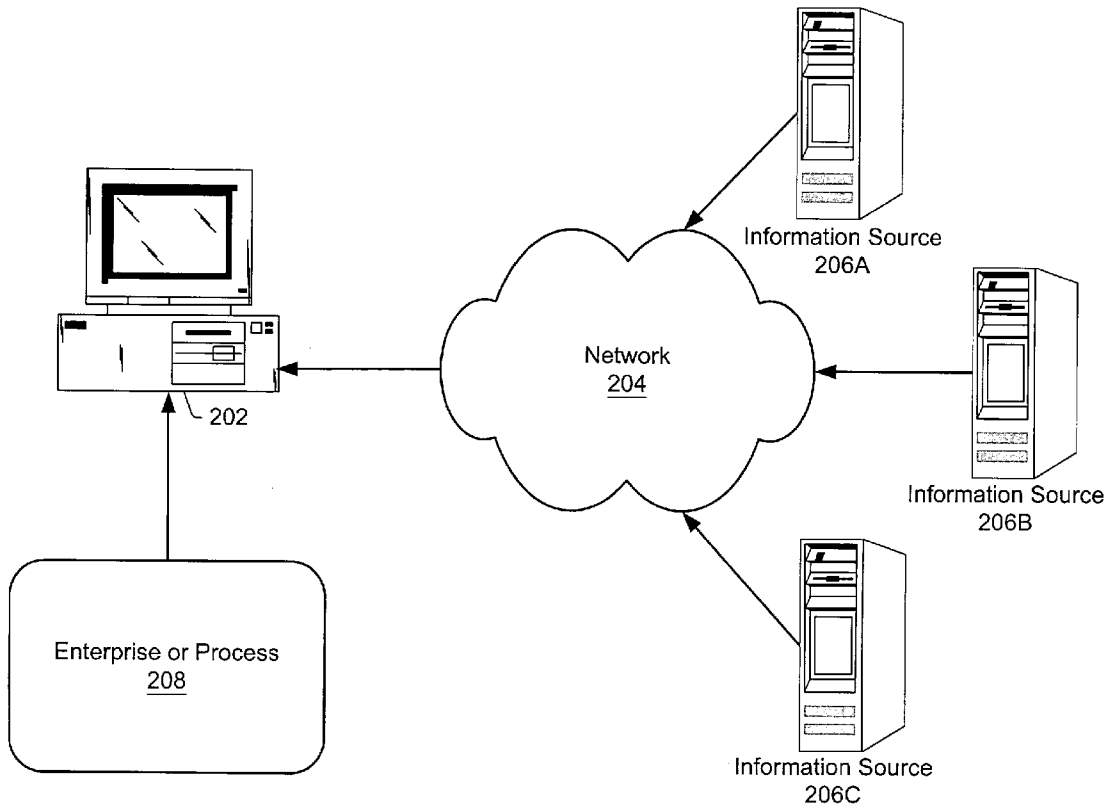 Information Source
206A
Network
204
202
Information Source
206B
Enterprise or Process
208
Information Source
206C